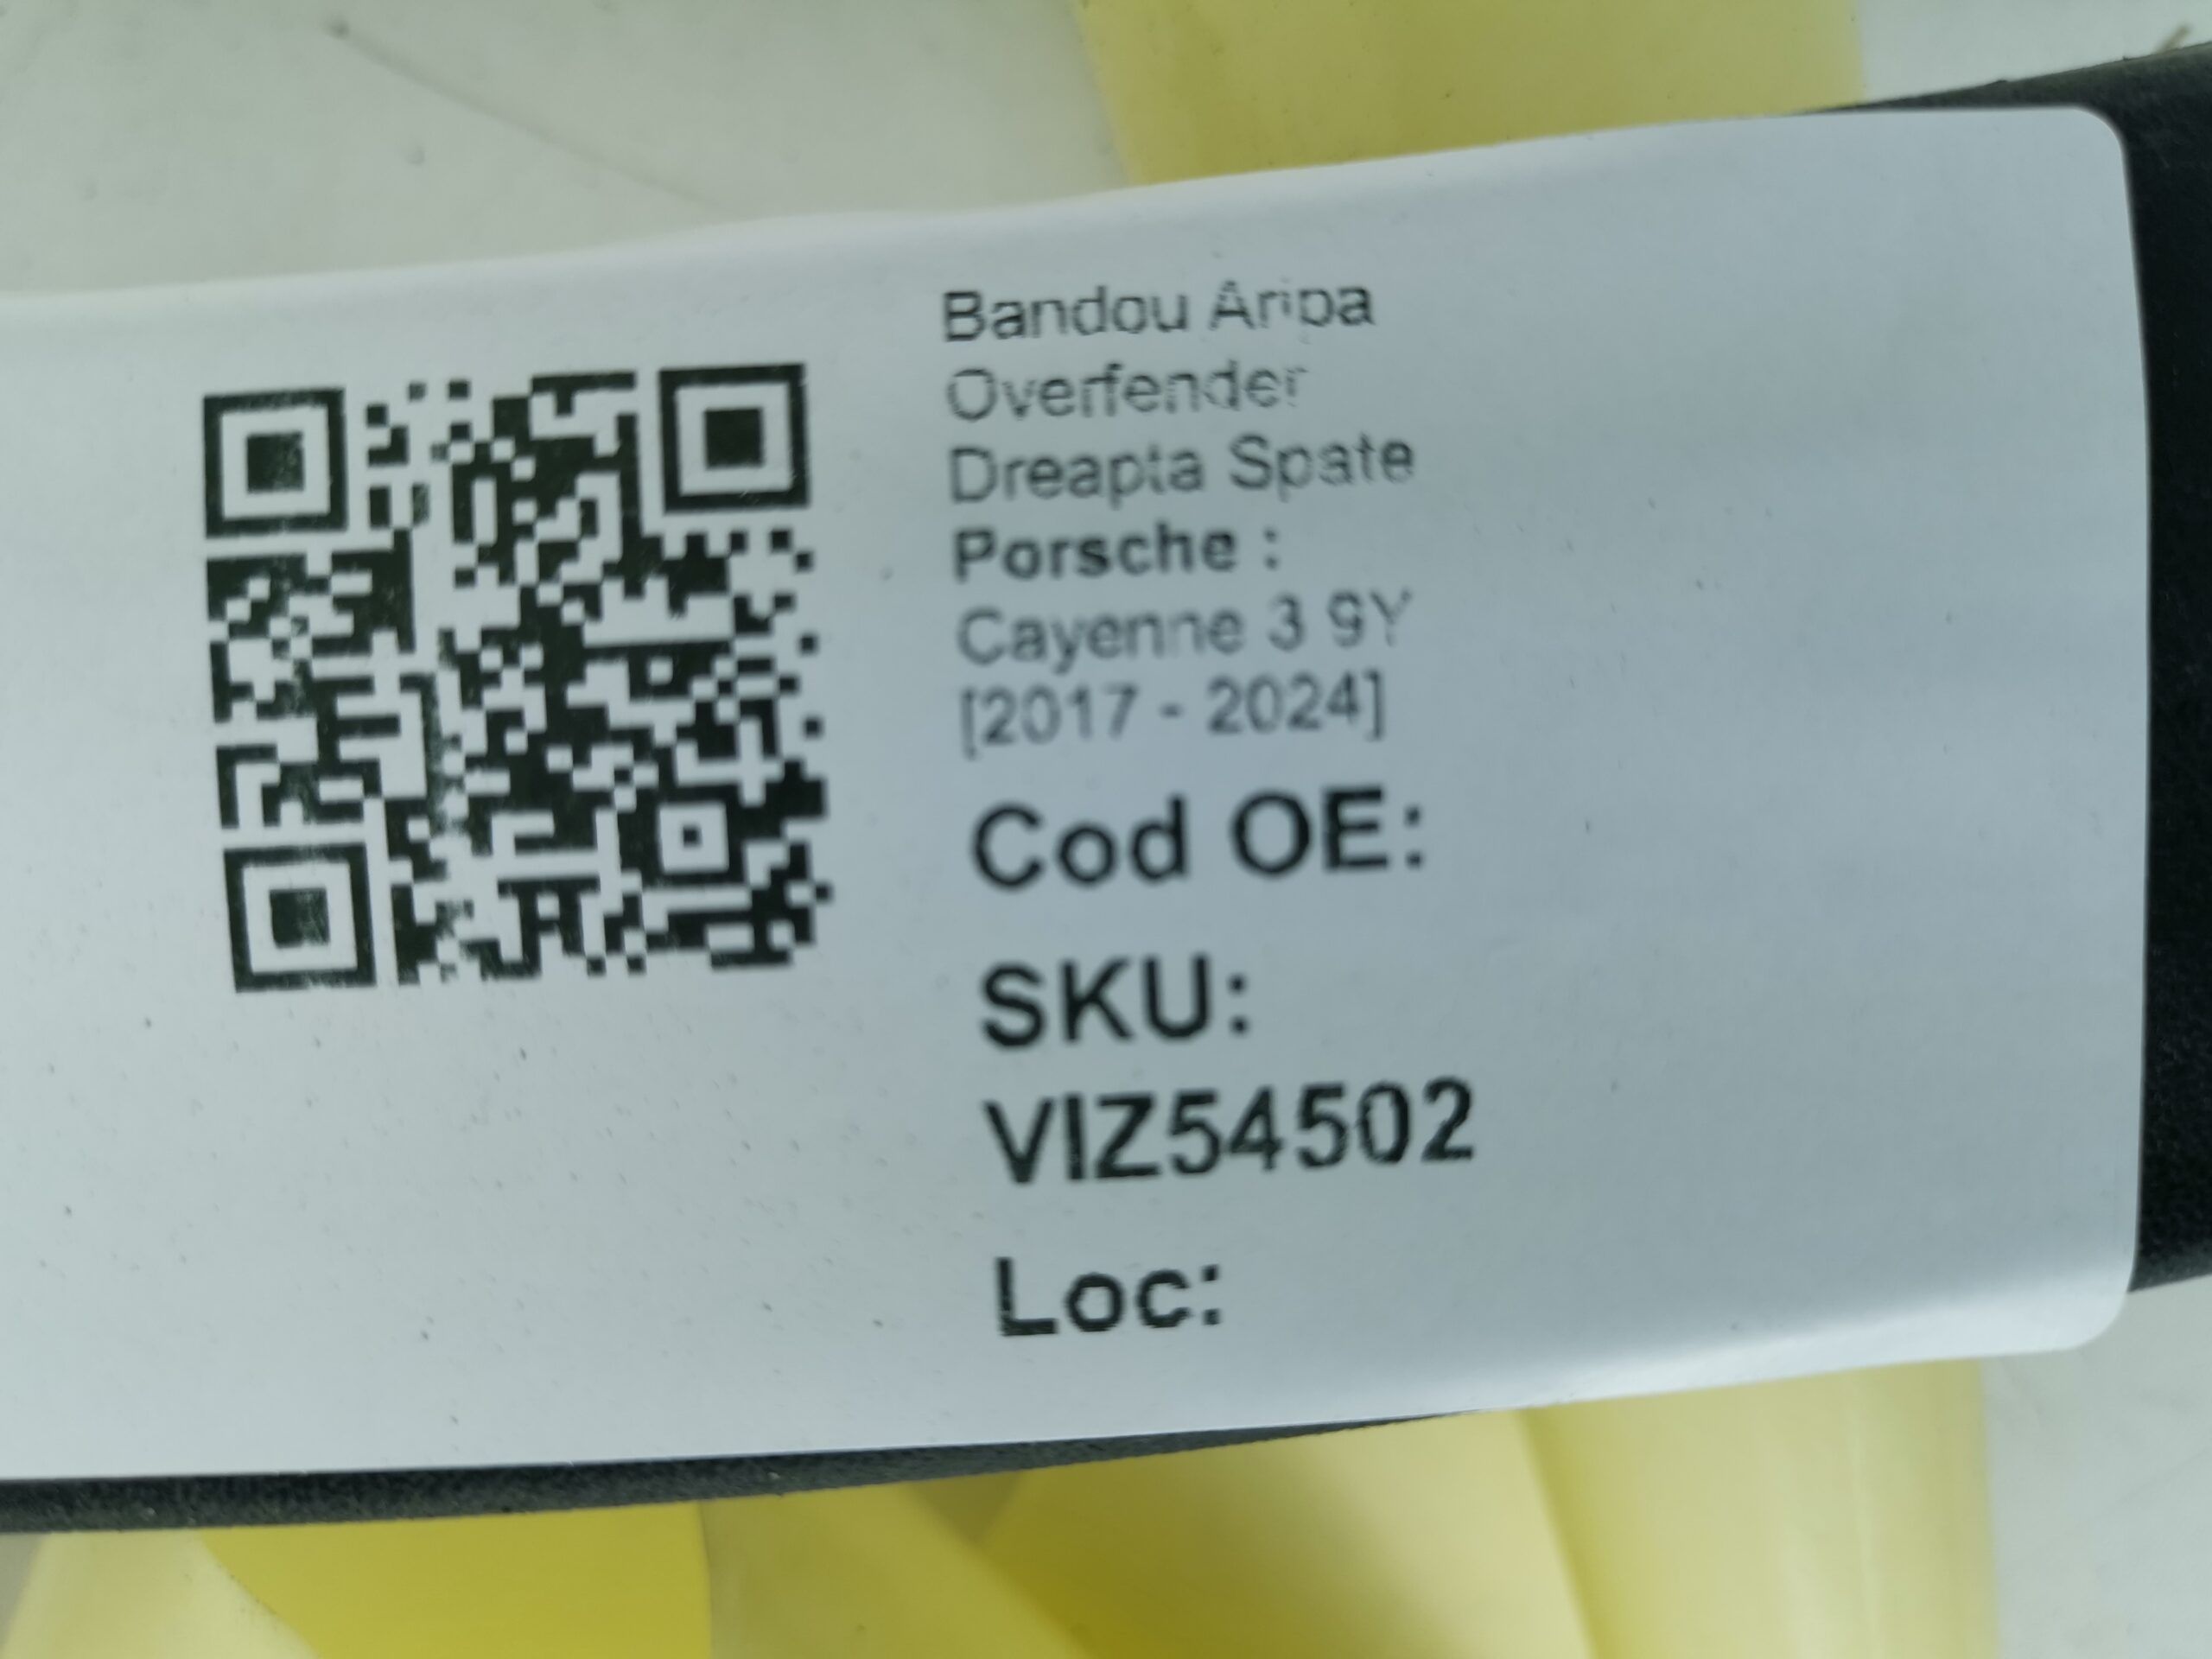 Bandou Aripa
Overfender
Dreapta Spate
Porsche :
Cayenne 3 9Y
[2017 - 2024]
Cod OE:
SKU:
VIZ54502
Loc: